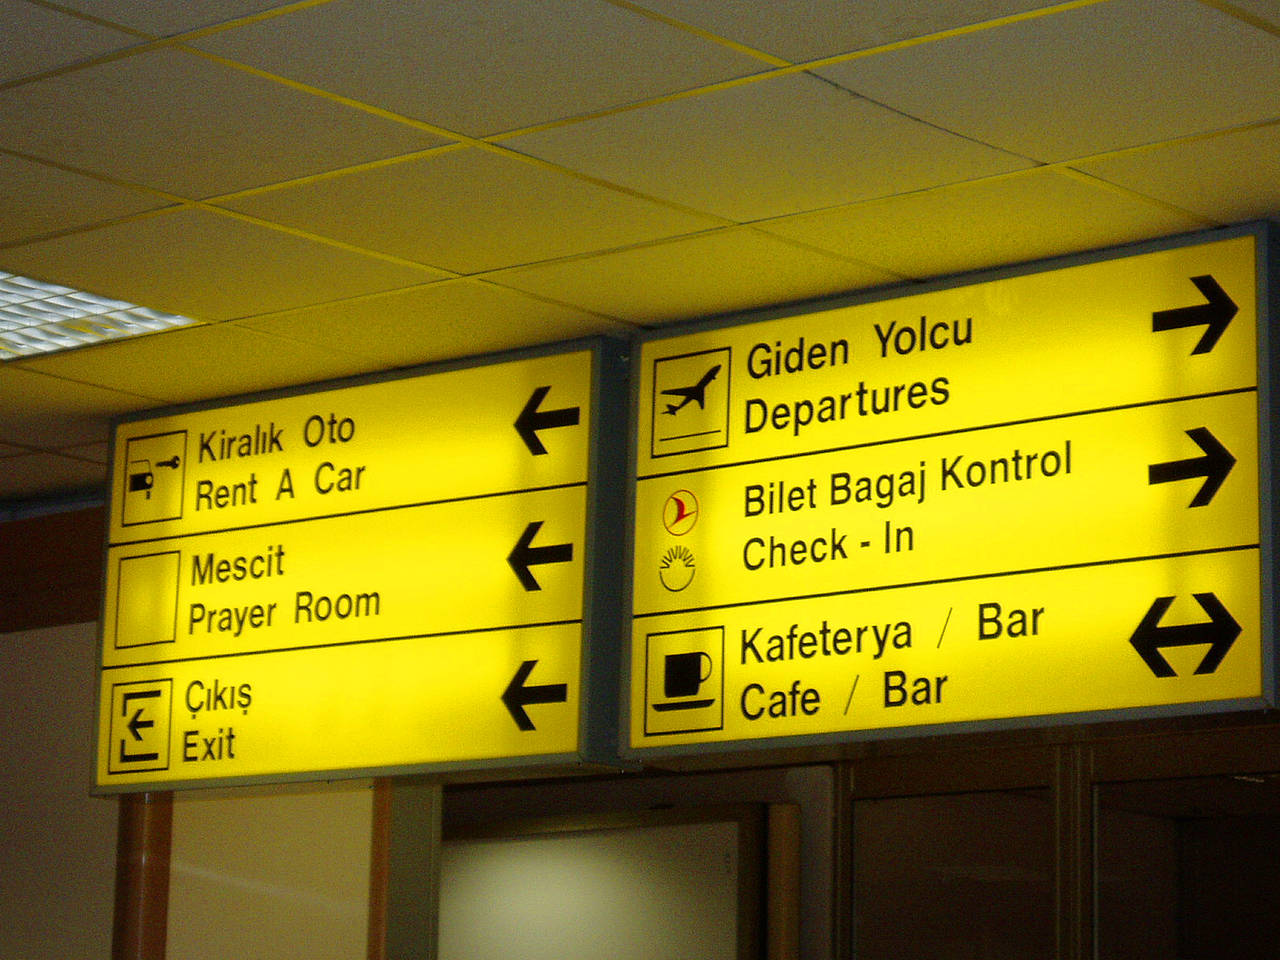 Kiralık Oto
Rent A Car
Mescit
Prayer Room
Çıkış
Exit
Giden Yolcu
Departures
Bilet Bagaj Kontrol
Check - In
Kafeterya / Bar
Cafe / Bar